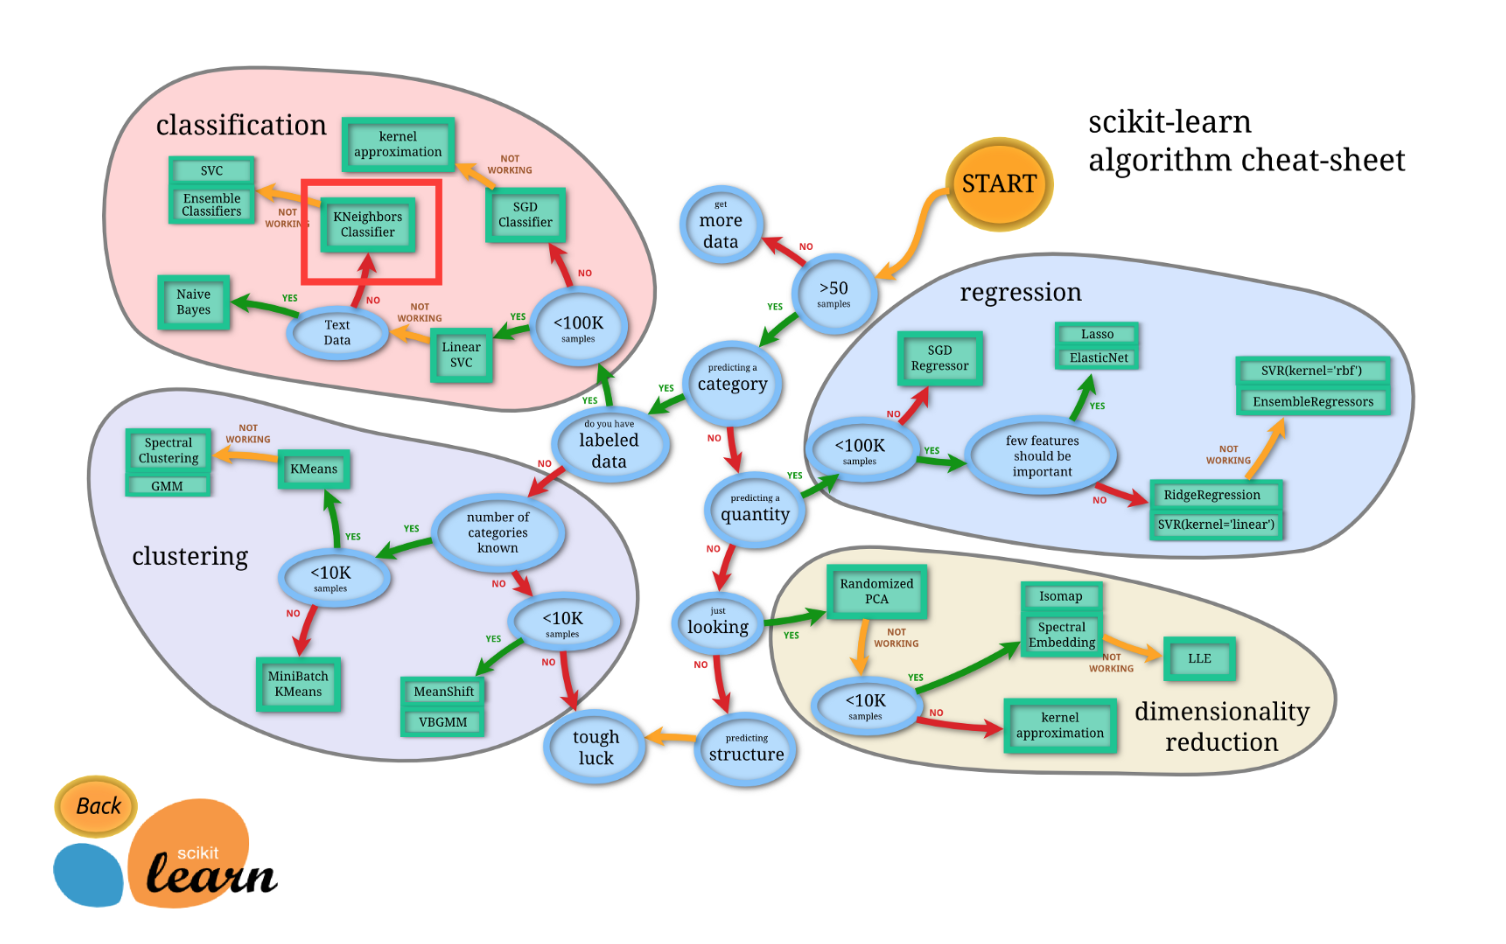 scikit-learn
algorithm cheat-sheet
START
classification
kernel
approximation
NOT
WORKING
SVC
Ensemble
Classifiers
NOT
WORKING
KNeighbors
Classifier
SGD
Classifier
NO
Naive
Bayes
YES
Text
Data
NO
NOT
WORKING
Linear
SVC
YES
<100K
samples
YES
get
more
data
NO
>50
samples
YES
predicting a
category
YES
do you have
labeled
data
NO
NO
predicting a
quantity
YES
NO
just
looking
YES
NO
predicting
structure
tough
luck
regression
SGD
Regressor
NO
<100K
samples
YES
Lasso
ElasticNet
YES
few features
should be
important
NO
SVR(kernel='rbf')
EnsembleRegressors
NOT
WORKING
RidgeRegression
SVR(kernel='linear')
clustering
Spectral
Clustering
GMM
NOT
WORKING
KMeans
YES
<10K
samples
NO
MiniBatch
KMeans
YES
number of
categories
known
NO
<10K
samples
YES
NO
MeanShift
VBGMM
Randomized
PCA
NOT
WORKING
<10K
samples
YES
NO
Isomap
Spectral
Embedding
NOT
WORKING
LLE
kernel
approximation
dimensionality
reduction
Back
scikit
learn